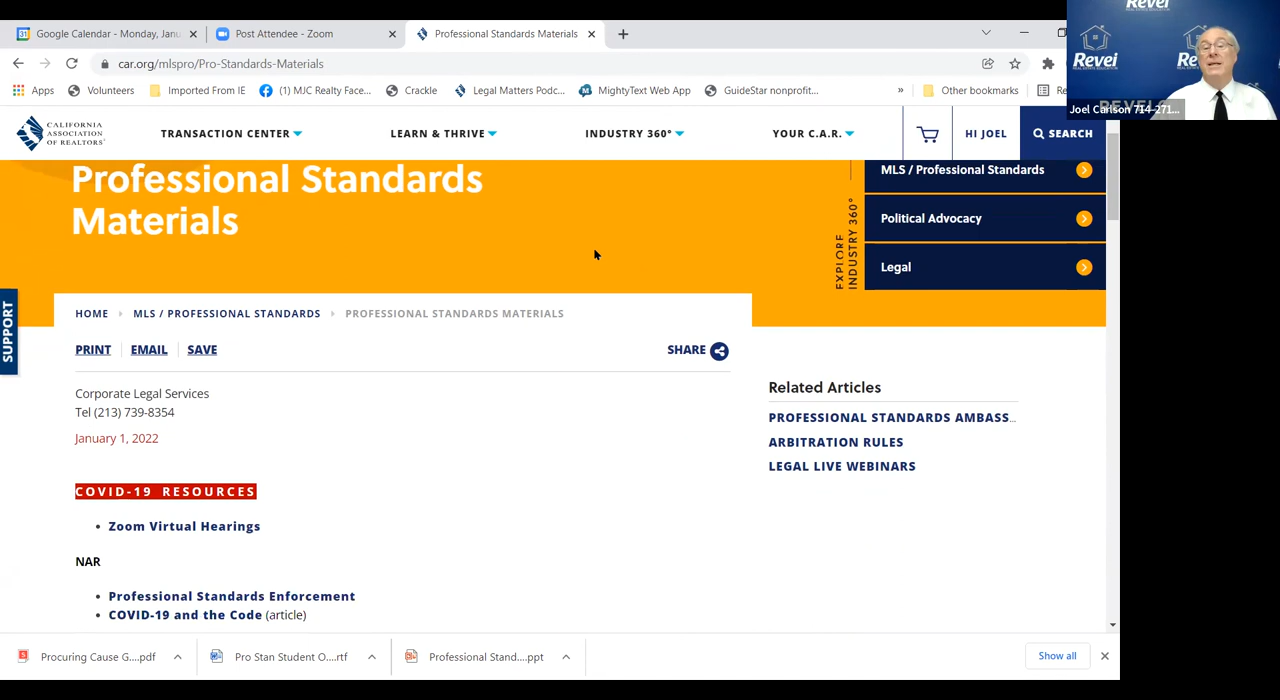 Google Calendar - Monday, Janu
Post Attendee - Zoom
Professional Standards Materials
car.org/mlspro/Pro-Standards-Materials
Apps
Volunteers
Imported From IE
(1) MJC Realty Face...
Crackle
Legal Matters Podc...
MightyText Web App
GuideStar nonprofit...
»
Other bookmarks
Re
Revei
Revei
Joel Carlson 714-271...
CALIFORNIA
ASSOCIATION
OF REALTORS®
TRANSACTION CENTER
LEARN & THRIVE
INDUSTRY 360°
YOUR C.A.R.
HI JOEL
SEARCH
Professional Standards
Materials
EXPLORE
INDUSTRY 360°
MLS / Professional Standards
Political Advocacy
Legal
SUPPORT
HOME
MLS / PROFESSIONAL STANDARDS
PROFESSIONAL STANDARDS MATERIALS
PRINT
EMAIL
SAVE
SHARE
Corporate Legal Services
Tel (213) 739-8354
January 1, 2022
COVID-19 RESOURCES
• Zoom Virtual Hearings
NAR
• Professional Standards Enforcement
• COVID-19 and the Code (article)
Related Articles
PROFESSIONAL STANDARDS AMBASS...
ARBITRATION RULES
LEGAL LIVE WEBINARS
Procuring Cause G....pdf
Pro Stan Student O....rtf
Professional Stand....ppt
Show all